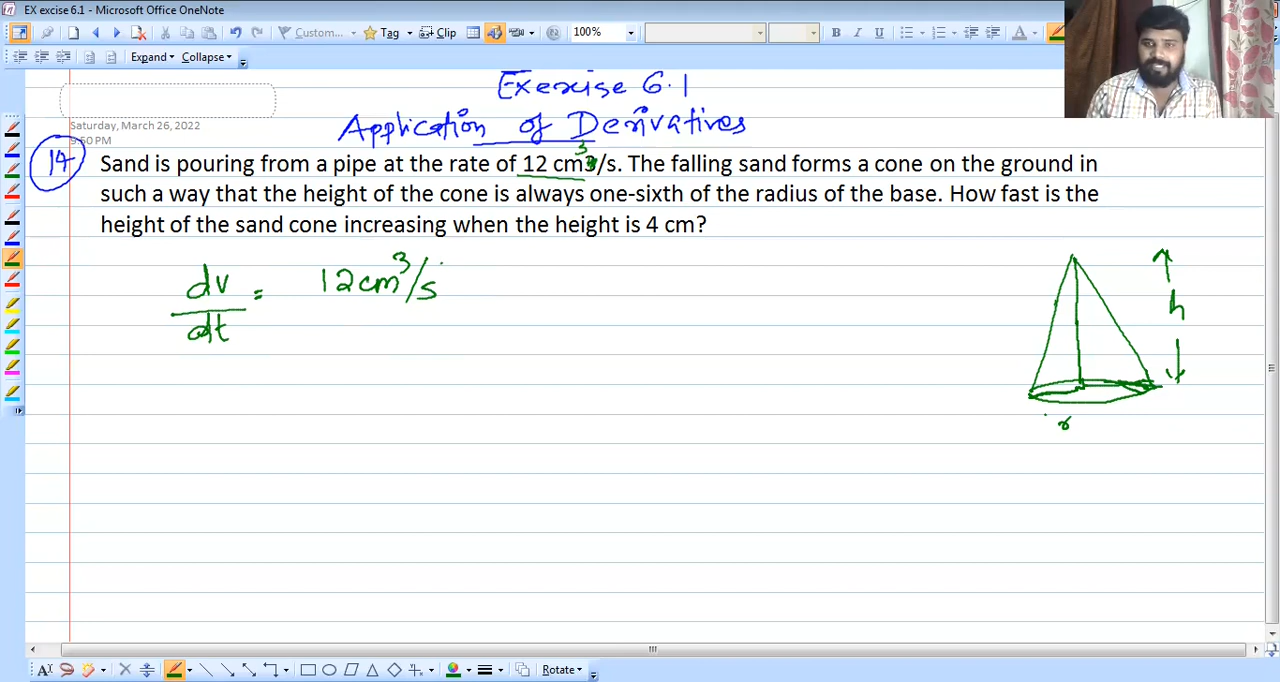 EX excise 6.1 - Microsoft Office OneNote
Custom...
Tag
Clip
100%
B I U
A
Expand
Collapse
Exercise 6.1
Application of Derivatives
Saturday, March 26, 2022
9:50 PM
14
Sand is pouring from a pipe at the rate of 12 cm3/s. The falling sand forms a cone on the ground in
such a way that the height of the cone is always one-sixth of the radius of the base. How fast is the
height of the sand cone increasing when the height is 4 cm?
dv/dt = 12cm³/s
h
r
Rotate